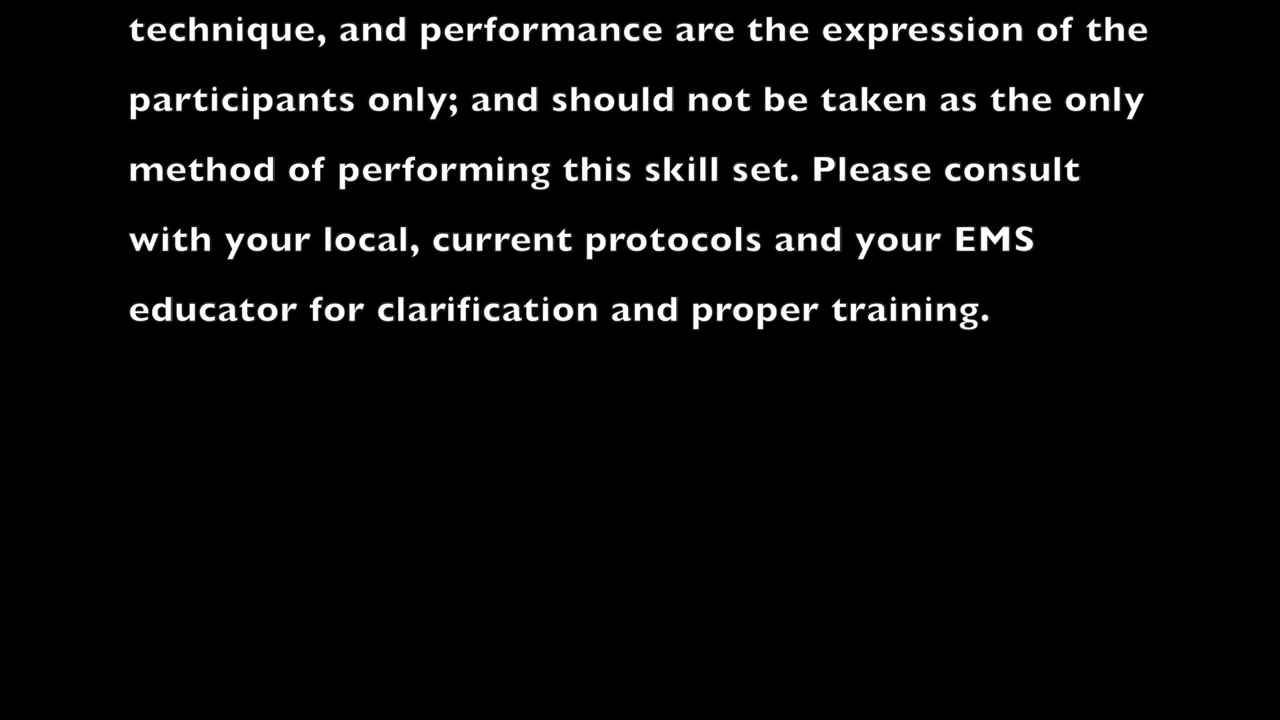 technique, and performance are the expression of the
participants only; and should not be taken as the only
method of performing this skill set. Please consult
with your local, current protocols and your EMS
educator for clarification and proper training.